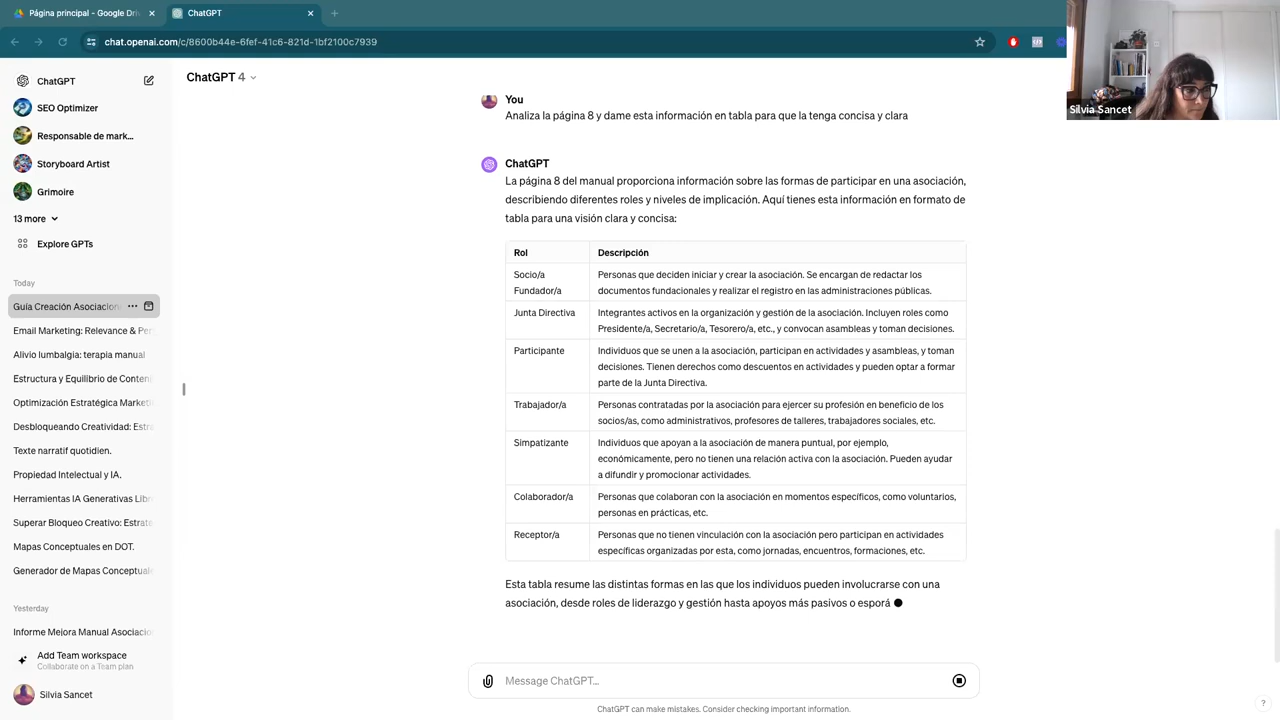 Página principal - Google Dri
ChatGPT
chat.openai.com/c/8600b44e-6fef-41c6-821d-1bf2100c7939
Silvia Sancet
ChatGPT
SEO Optimizer
Responsable de mark...
Storyboard Artist
Grimoire
13 more
Explore GPTs
Today
Guía Creación Asociacion
Email Marketing: Relevance & Per
Alivio lumbalgia: terapia manual
Estructura y Equilibrio de Conten
Optimización Estratégica Marketi
Desbloqueando Creatividad: Estra
Texte narratif quotidien.
Propiedad Intelectual y IA.
Herramientas IA Generativas Libr
Superar Bloqueo Creativo: Estrate
Mapas Conceptuales en DOT.
Generador de Mapas Conceptuale
Yesterday
Informe Mejora Manual Asociacio
Add Team workspace
Collaborate on a Team plan
Silvia Sancet
ChatGPT 4
You
Analiza la página 8 y dame esta información en tabla para que la tenga concisa y clara
ChatGPT
La página 8 del manual proporciona información sobre las formas de participar en una asociación,
describiendo diferentes roles y niveles de implicación. Aquí tienes esta información en formato de
tabla para una visión clara y concisa:
Rol Descripción
Socio/a Personas que deciden iniciar y crear la asociación. Se encargan de redactar los
Fundador/a documentos fundacionales y realizar el registro en las administraciones públicas.
Junta Directiva Integrantes activos en la organización y gestión de la asociación. Incluyen roles como
Presidente/a, Secretario/a, Tesorero/a, etc., y convocan asambleas y toman decisiones.
Participante Individuos que se unen a la asociación, participan en actividades y asambleas, y toman
decisiones. Tienen derechos como descuentos en actividades y pueden optar a formar
parte de la Junta Directiva.
Trabajador/a Personas contratadas por la asociación para ejercer su profesión en beneficio de los
socios/as, como administrativos, profesores de talleres, trabajadores sociales, etc.
Simpatizante Individuos que apoyan a la asociación de manera puntual, por ejemplo,
económicamente, pero no tienen una relación activa con la asociación. Pueden ayudar
a difundir y promocionar actividades.
Colaborador/a Personas que colaboran con la asociación en momentos específicos, como voluntarios,
personas en prácticas, etc.
Receptor/a Personas que no tienen vinculación con la asociación pero participan en actividades
específicas organizadas por esta, como jornadas, encuentros, formaciones, etc.
Esta tabla resume las distintas formas en las que los individuos pueden involucrarse con una
asociación, desde roles de liderazgo y gestión hasta apoyos más pasivos o esporá
Message ChatGPT...
ChatGPT can make mistakes. Consider checking important information.
?